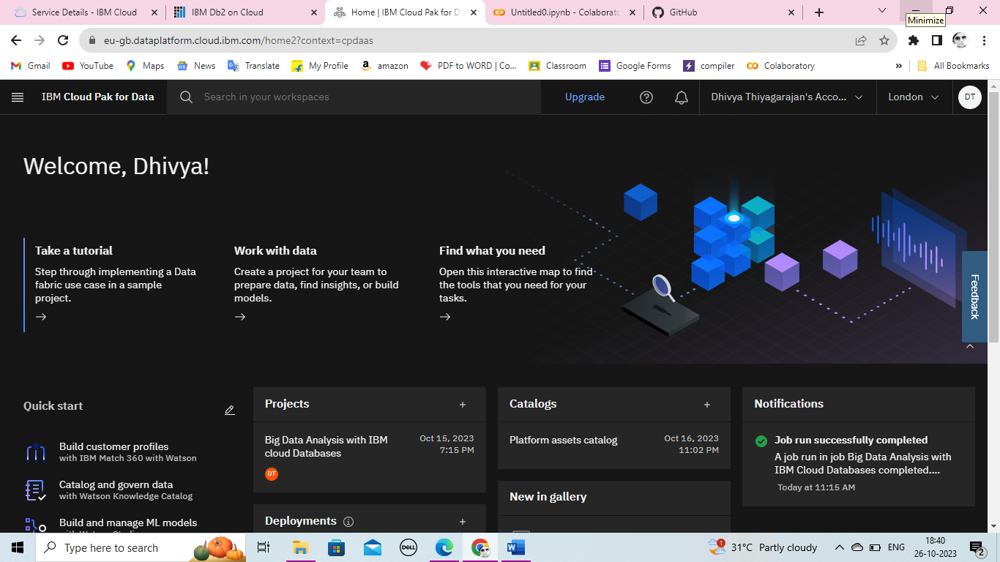 Service Details - IBM Cloud
IBM Db2 on Cloud
Home | IBM Cloud Pak for D
Untitled0.ipynb - Colaborato
GitHub
Minimize
eu-gb.dataplatform.cloud.ibm.com/home2?context=cpdaas
Gmail
YouTube
Maps
News
Translate
My Profile
amazon
PDF to WORD | Co...
Classroom
Google Forms
compiler
Colaboratory
»
All Bookmarks
IBM Cloud Pak for Data
Search in your workspaces
Upgrade
Dhivya Thiyagarajan's Acco...
London
DT
Welcome, Dhivya!
Take a tutorial
Step through implementing a Data
fabric use case in a sample
project.
Work with data
Create a project for your team to
prepare data, find insights, or build
models.
Find what you need
Open this interactive map to find
the tools that you need for your
tasks.
Feedback
Quick start
Build customer profiles
with IBM Match 360 with Watson
Catalog and govern data
with Watson Knowledge Catalog
Build and manage ML models
Projects
Big Data Analysis with IBM
cloud Databases
Oct 15, 2023
7:15 PM
DT
Deployments
Catalogs
Platform assets catalog
Oct 16, 2023
11:02 PM
New in gallery
Notifications
Job run successfully completed
A job run in job Big Data Analysis with
IBM Cloud Databases completed....
Today at 11:15 AM
Type here to search
DELL
W
1
31°C Partly cloudy
ENG
18:40
26-10-2023
2